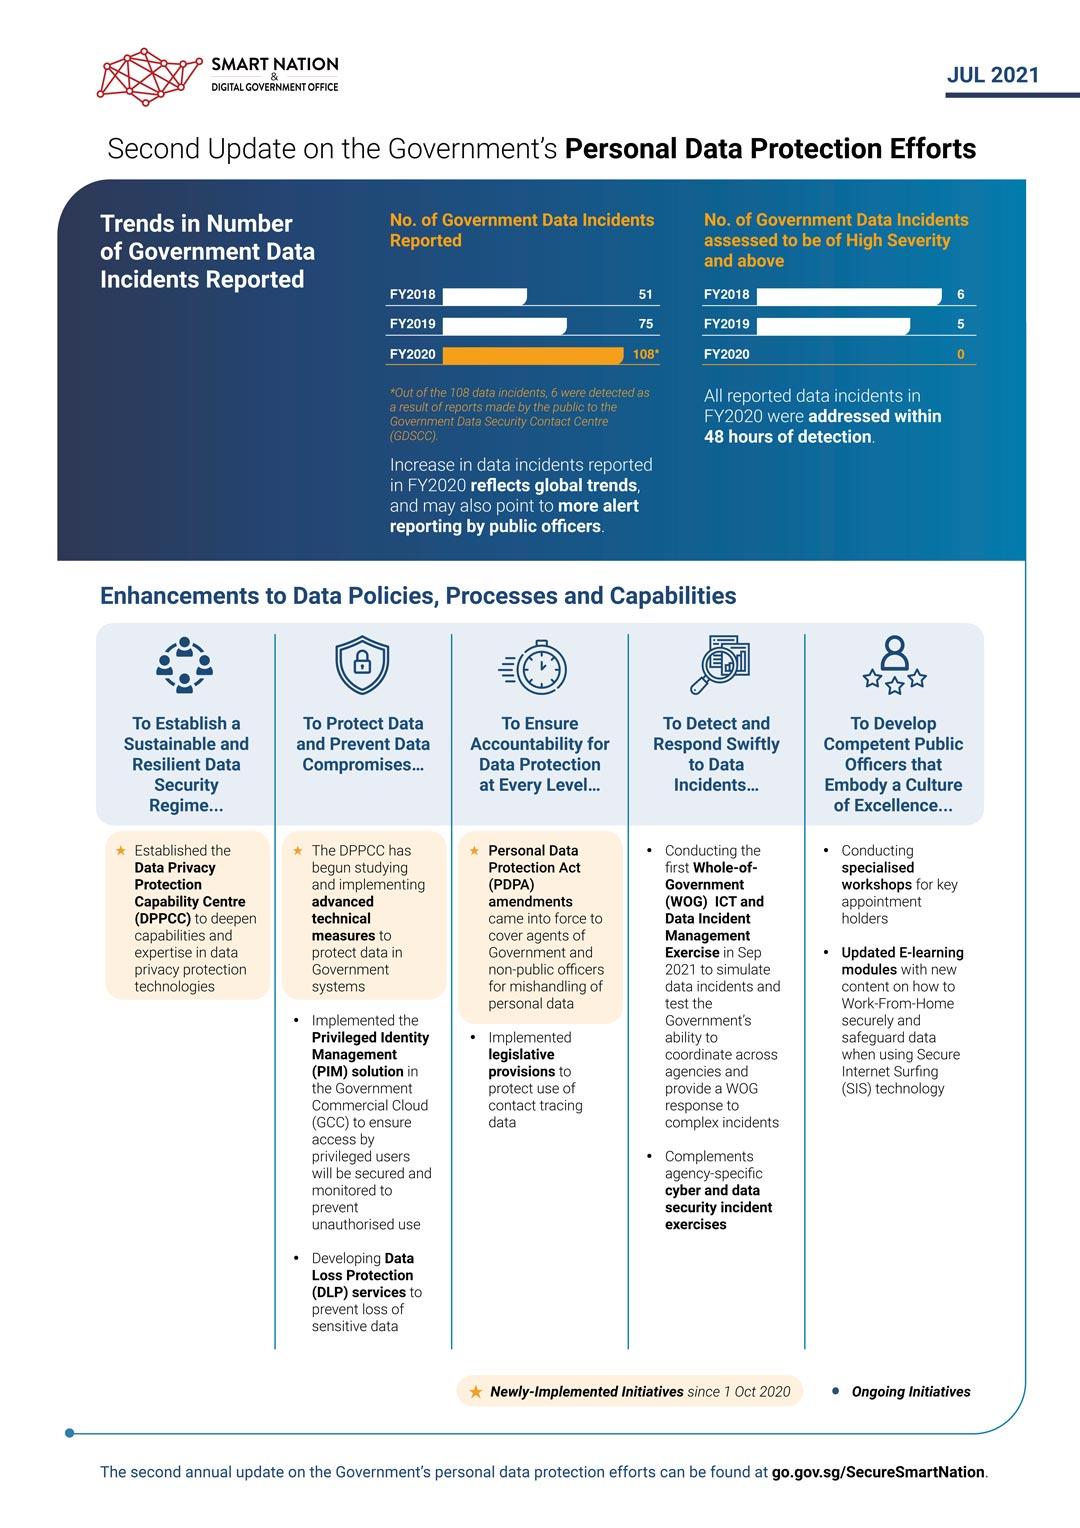 SMART NATION
&
DIGITAL GOVERNMENT OFFICE
JUL 2021
Second Update on the Government's Personal Data Protection Efforts
Trends in Number
of Government Data
Incidents Reported
No. of Government Data Incidents
Reported
FY2018 51
FY2019 75
FY2020 108*
*Out of the 108 data incidents, 6 were detected as
a result of reports made by the public to the
Government Data Security Contact Centre
(GDSCC).
Increase in data incidents reported
in FY2020 reflects global trends,
and may also point to more alert
reporting by public officers.
No. of Government Data Incidents
assessed to be of High Severity
and above
FY2018 6
FY2019 5
FY2020 0
All reported data incidents in
FY2020 were addressed within
48 hours of detection.
Enhancements to Data Policies, Processes and Capabilities
To Establish a
Sustainable and
Resilient Data
Security
Regime...
★ Established the
Data Privacy
Protection
Capability Centre
(DPPCC) to deepen
capabilities and
expertise in data
privacy protection
technologies
To Protect Data
and Prevent Data
Compromises...
★ The DPPCC has
begun studying
and implementing
advanced
technical
measures to
protect data in
Government
systems
• Implemented the
Privileged Identity
Management
(PIM) solution in
the Government
Commercial Cloud
(GCC) to ensure
access by
privileged users
will be secured and
monitored to
prevent
unauthorised use
• Developing Data
Loss Protection
(DLP) services to
prevent loss of
sensitive data
To Ensure
Accountability for
Data Protection
at Every Level...
★ Personal Data
Protection Act
(PDPA)
amendments
came into force to
cover agents of
Government and
non-public officers
for mishandling of
personal data
• Implemented
legislative
provisions to
protect use of
contact tracing
data
To Detect and
Respond Swiftly
to Data
Incidents...
• Conducting the
first Whole-of-
Government
(WOG) ICT and
Data Incident
Management
Exercise in Sep
2021 to simulate
data incidents and
test the
Government's
ability to
coordinate across
agencies and
provide a WOG
response to
complex incidents
• Complements
agency-specific
cyber and data
security incident
exercises
To Develop
Competent Public
Officers that
Embody a Culture
of Excellence...
• Conducting
specialised
workshops for key
appointment
holders
• Updated E-learning
modules with new
content on how to
Work-From-Home
securely and
safeguard data
when using Secure
Internet Surfing
(SIS) technology
★ Newly-Implemented Initiatives since 1 Oct 2020
• Ongoing Initiatives
The second annual update on the Government's personal data protection efforts can be found at go.gov.sg/SecureSmartNation.